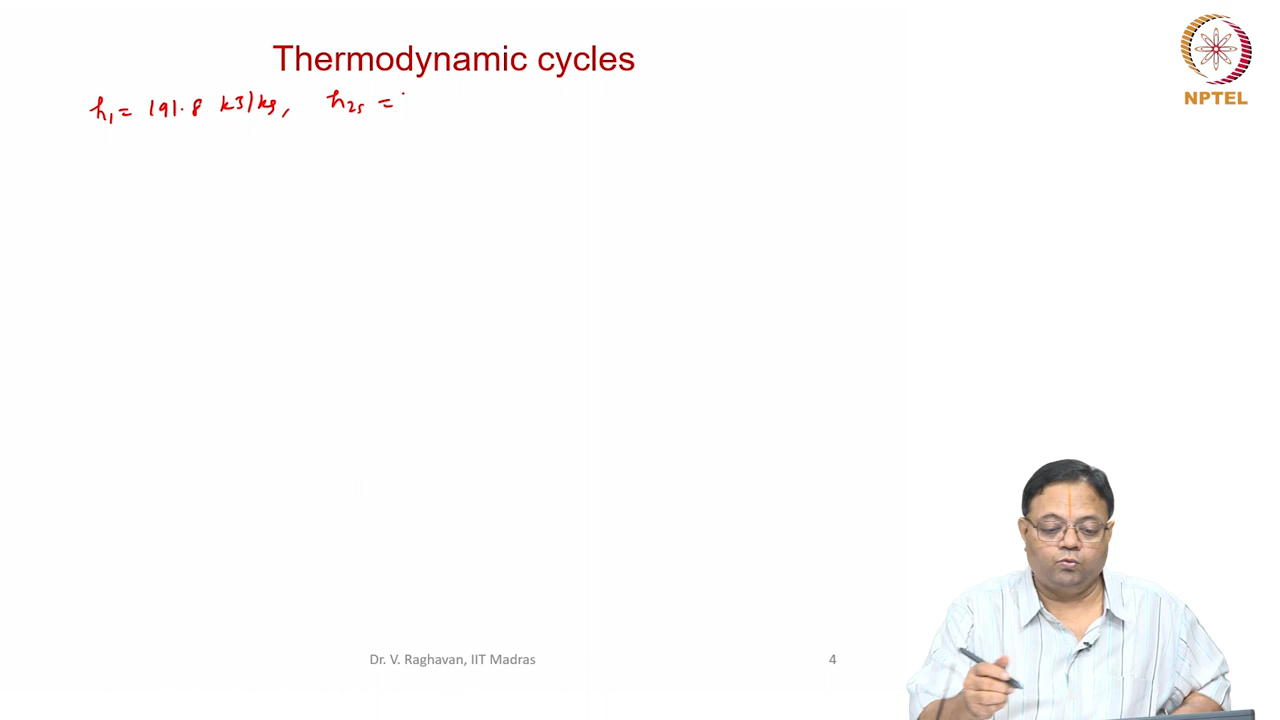 Thermodynamic cycles
NPTEL
h₁ = 191.8 kJ/kg, h₂ₛ =
Dr. V. Raghavan, IIT Madras
4